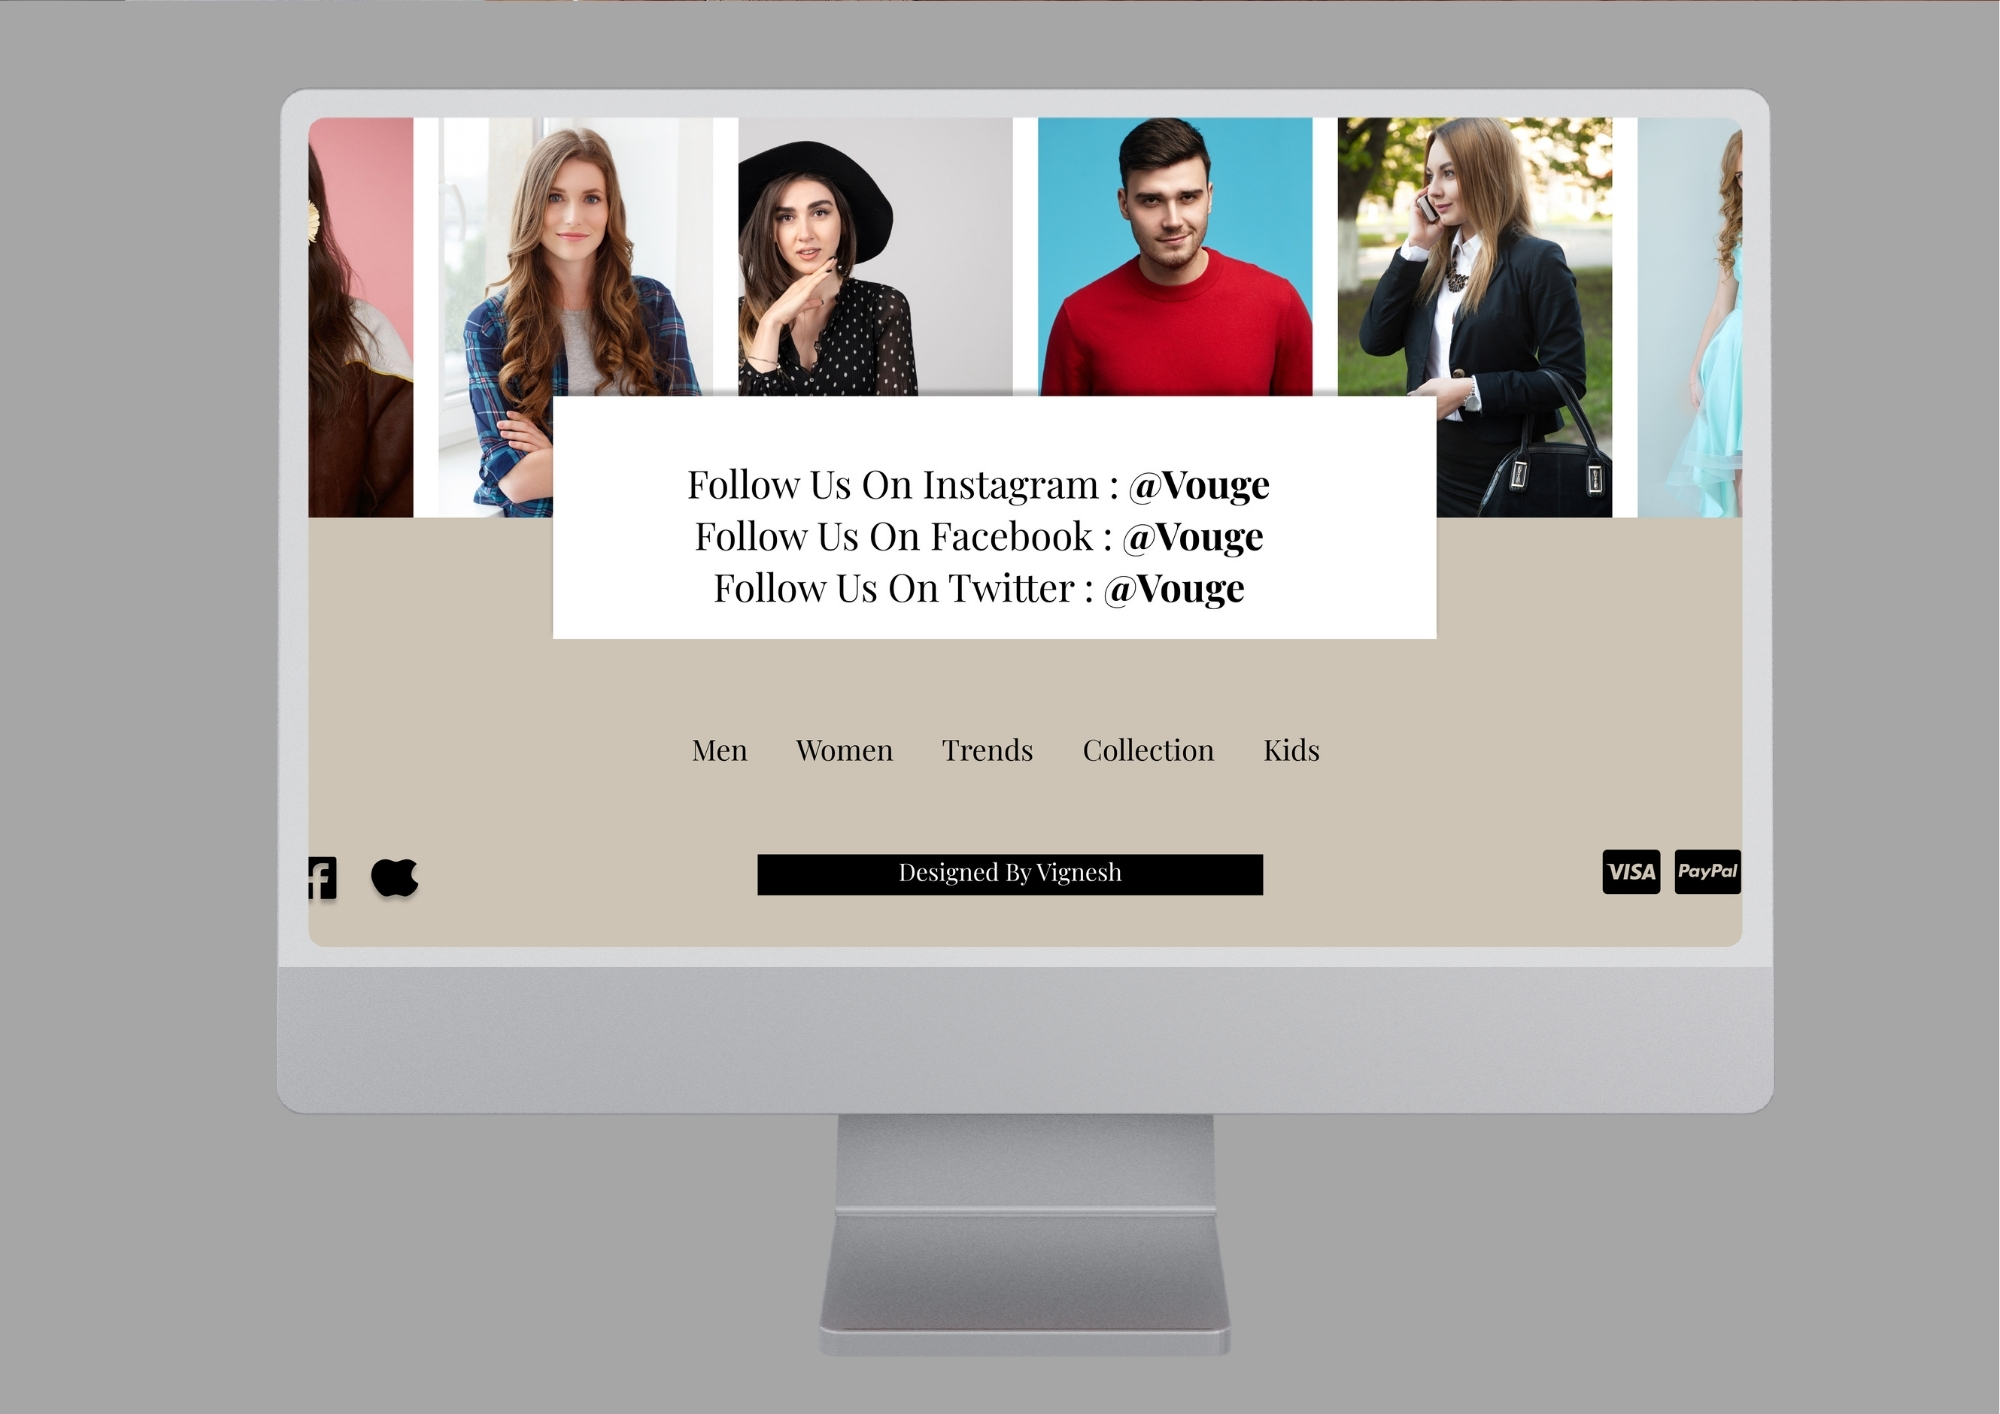 Follow Us On Instagram : @Vouge
Follow Us On Facebook : @Vouge
Follow Us On Twitter : @Vouge
Men Women Trends Collection Kids
Designed By Vignesh
VISA PayPal